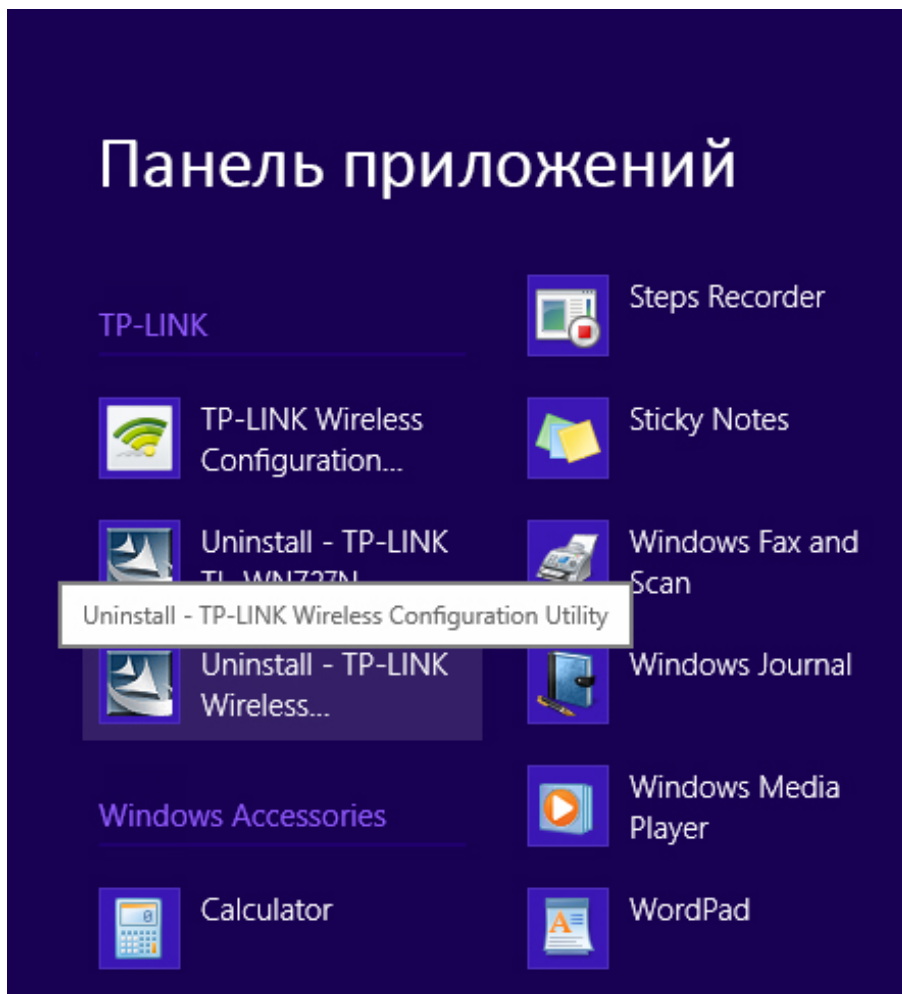 Панель приложений
TP-LINK
TP-LINK Wireless
Configuration...
Uninstall - TP-LINK
Uninstall - TP-LINK Wireless Configuration Utility
Uninstall - TP-LINK
Wireless...
Windows Accessories
Calculator
Steps Recorder
Sticky Notes
Windows Fax and
Scan
Windows Journal
Windows Media
Player
WordPad